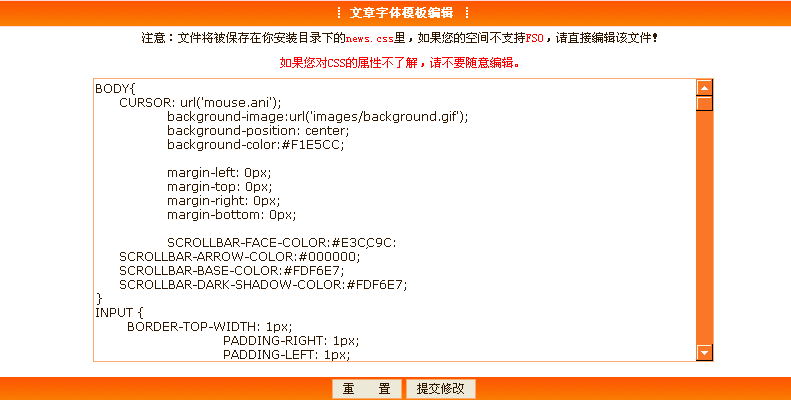 ⋮ 文章字体模板编辑 ⋮
注意：文件将被保存在你安装目录下的news.css里，如果您的空间不支持FSO，请直接编辑该文件！
如果您对CSS的属性不了解，请不要随意编辑。
BODY{
CURSOR: url('mouse.ani');
background-image:url('images/background.gif');
background-position: center;
background-color:#F1E5CC;
margin-left: 0px;
margin-top: 0px;
margin-right: 0px;
margin-bottom: 0px;
SCROLLBAR-FACE-COLOR:#E3CC9C:
SCROLLBAR-ARROW-COLOR:#000000;
SCROLLBAR-BASE-COLOR:#FDF6E7;
SCROLLBAR-DARK-SHADOW-COLOR:#FDF6E7;
}
INPUT {
BORDER-TOP-WIDTH: 1px;
PADDING-RIGHT: 1px;
PADDING-LEFT: 1px;
重 置 提交修改